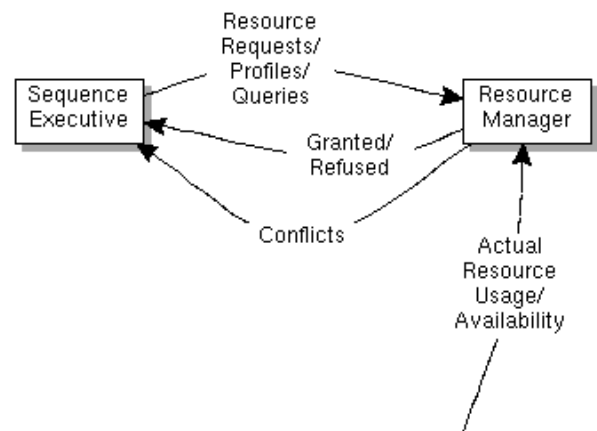 Resource
Requests/
Profiles/
Queries
Sequence
Executive
Resource
Manager
Granted/
Refused
Conflicts
Actual
Resource
Usage/
Availability